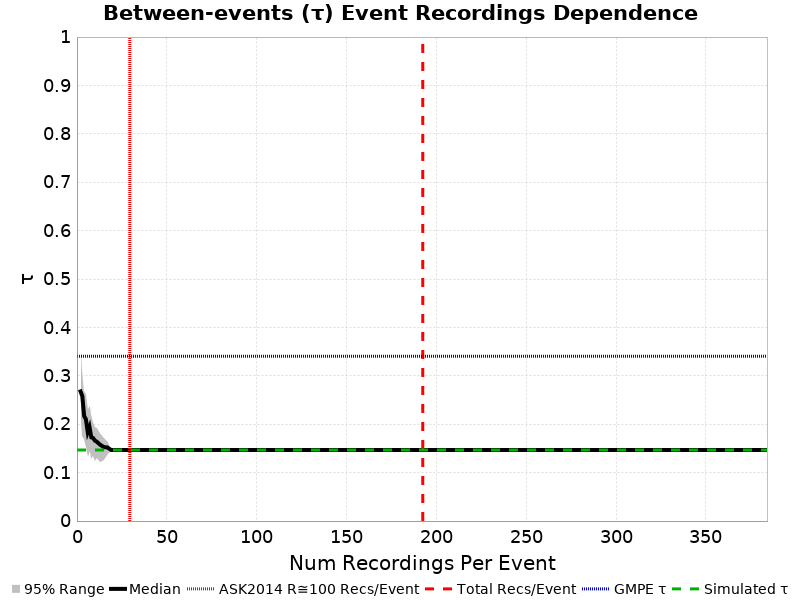 Between-events (τ) Event Recordings Dependence
1
0.9
0.8
0.7
0.6
0.5
0.4
0.3
0.2
0.1
0
τ
0 50 100 150 200 250 300 350
Num Recordings Per Event
95% Range Median ASK2014 R≅100 Recs/Event Total Recs/Event GMPE τ Simulated τ